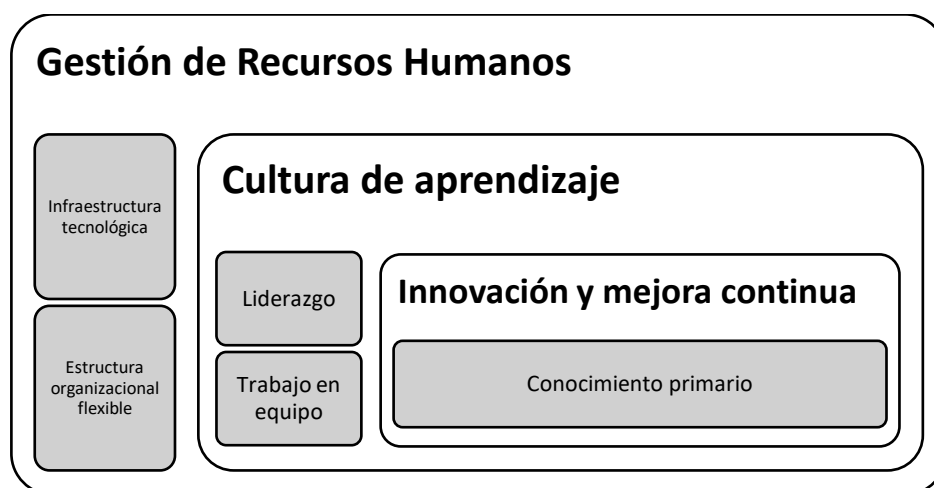 Gestión de Recursos Humanos
Infraestructura
tecnológica
Estructura
organizacional
flexible
Cultura de aprendizaje
Liderazgo
Trabajo en
equipo
Innovación y mejora continua
Conocimiento primario